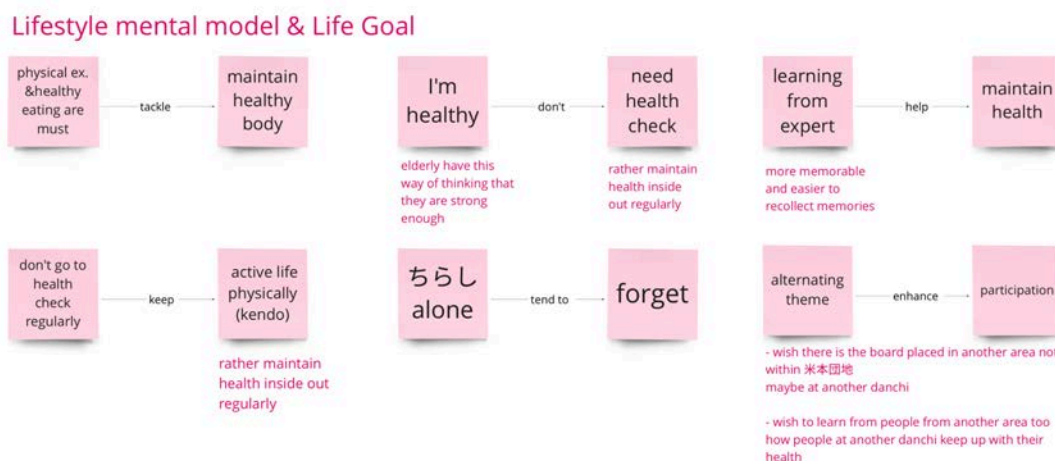 Lifestyle mental model & Life Goal
physical ex.
&healthy
eating are
must
tackle
maintain
healthy
body
I'm
healthy
don't
need
health
check
learning
from
expert
help
maintain
health
elderly have this
way of thinking that
they are strong
enough
rather maintain
health inside
out regularly
more memorable
and easier to
recollect memories
don't go to
health
check
regularly
keep
active life
physically
(kendo)
ちらし
alone
tend to
forget
alternating
theme
enhance
participation
rather maintain
health inside out
regularly
- wish there is the board placed in another area not
within 米本団地
maybe at another danchi
- wish to learn from people from another area too
how people at another danchi keep up with their
health